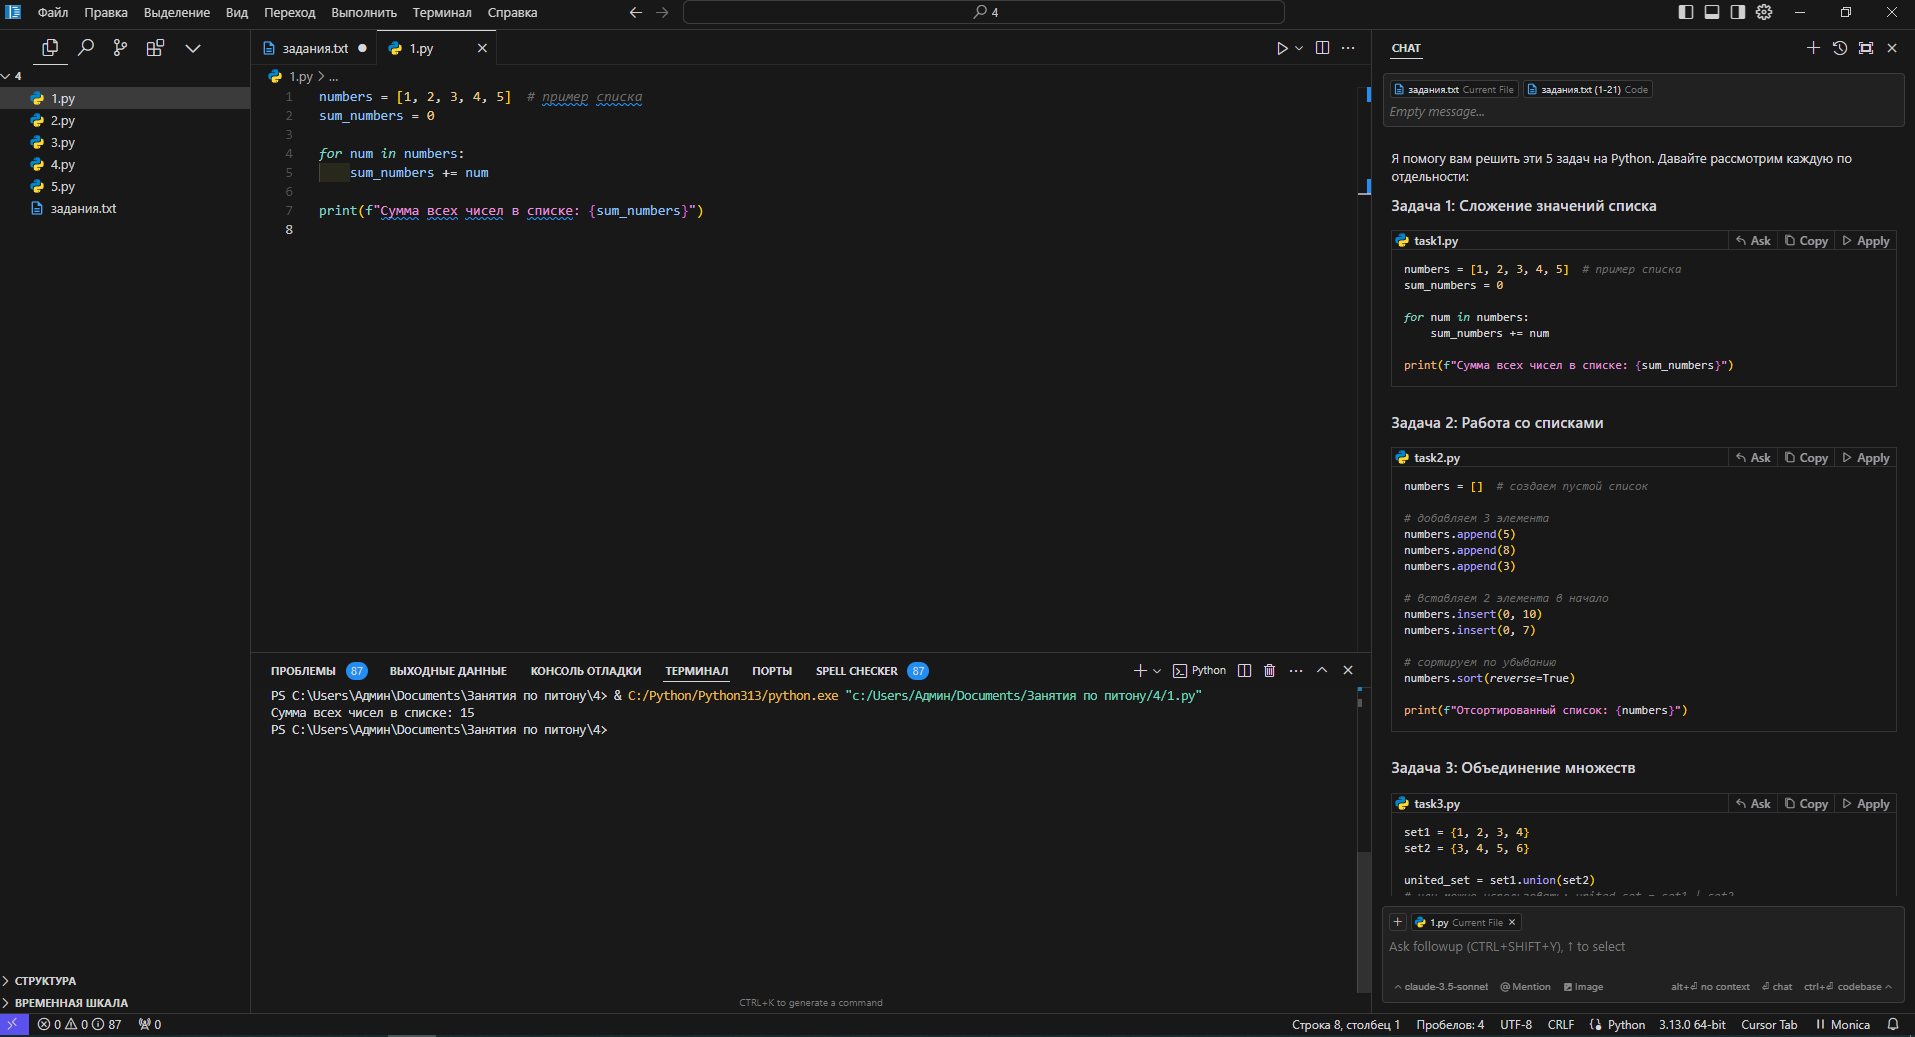 Файл Правка Выделение Вид Переход Выполнить Терминал Справка
4
4
1.py
2.py
3.py
4.py
5.py
задания.txt
СТРУКТУРА
ВРЕМЕННАЯ ШКАЛА
задания.txt 1.py
1.py > ...
1 numbers = [1, 2, 3, 4, 5]  # пример списка
2 sum_numbers = 0
3
4 for num in numbers:
5     sum_numbers += num
6
7 print(f"Сумма всех чисел в списке: {sum_numbers}")
8
ПРОБЛЕМЫ 87 ВЫХОДНЫЕ ДАННЫЕ КОНСОЛЬ ОТЛАДКИ ТЕРМИНАЛ ПОРТЫ SPELL CHECKER 87 Python
PS C:\Users\Админ\Documents\Занятия по питону\4> & C:/Python/Python313/python.exe "c:/Users/Админ/Documents/Занятия по питону/4/1.py"
Сумма всех чисел в списке: 15
PS C:\Users\Админ\Documents\Занятия по питону\4>
CTRL+K to generate a command
CHAT
задания.txt Current File задания.txt (1-21) Code
Empty message...
Я помогу вам решить эти 5 задач на Python. Давайте рассмотрим каждую по
отдельности:
Задача 1: Сложение значений списка
task1.py Ask Copy Apply
numbers = [1, 2, 3, 4, 5]  # пример списка
sum_numbers = 0
for num in numbers:
    sum_numbers += num
print(f"Сумма всех чисел в списке: {sum_numbers}")
Задача 2: Работа со списками
task2.py Ask Copy Apply
numbers = []  # создаем пустой список
# добавляем 3 элемента
numbers.append(5)
numbers.append(8)
numbers.append(3)
# вставляем 2 элемента в начало
numbers.insert(0, 10)
numbers.insert(0, 7)
# сортируем по убыванию
numbers.sort(reverse=True)
print(f"Отсортированный список: {numbers}")
Задача 3: Объединение множеств
task3.py Ask Copy Apply
set1 = {1, 2, 3, 4}
set2 = {3, 4, 5, 6}
united_set = set1.union(set2)
# или можно использовать: united_set = set1 | set2
1.py Current File
Ask followup (CTRL+SHIFT+Y), ↑ to select
claude-3.5-sonnet @ Mention Image alt+⏎ no context ⏎ chat ctrl+⏎ codebase
0 0 87 0 Строка 8, столбец 1 Пробелов: 4 UTF-8 CRLF Python 3.13.0 64-bit Cursor Tab Monica